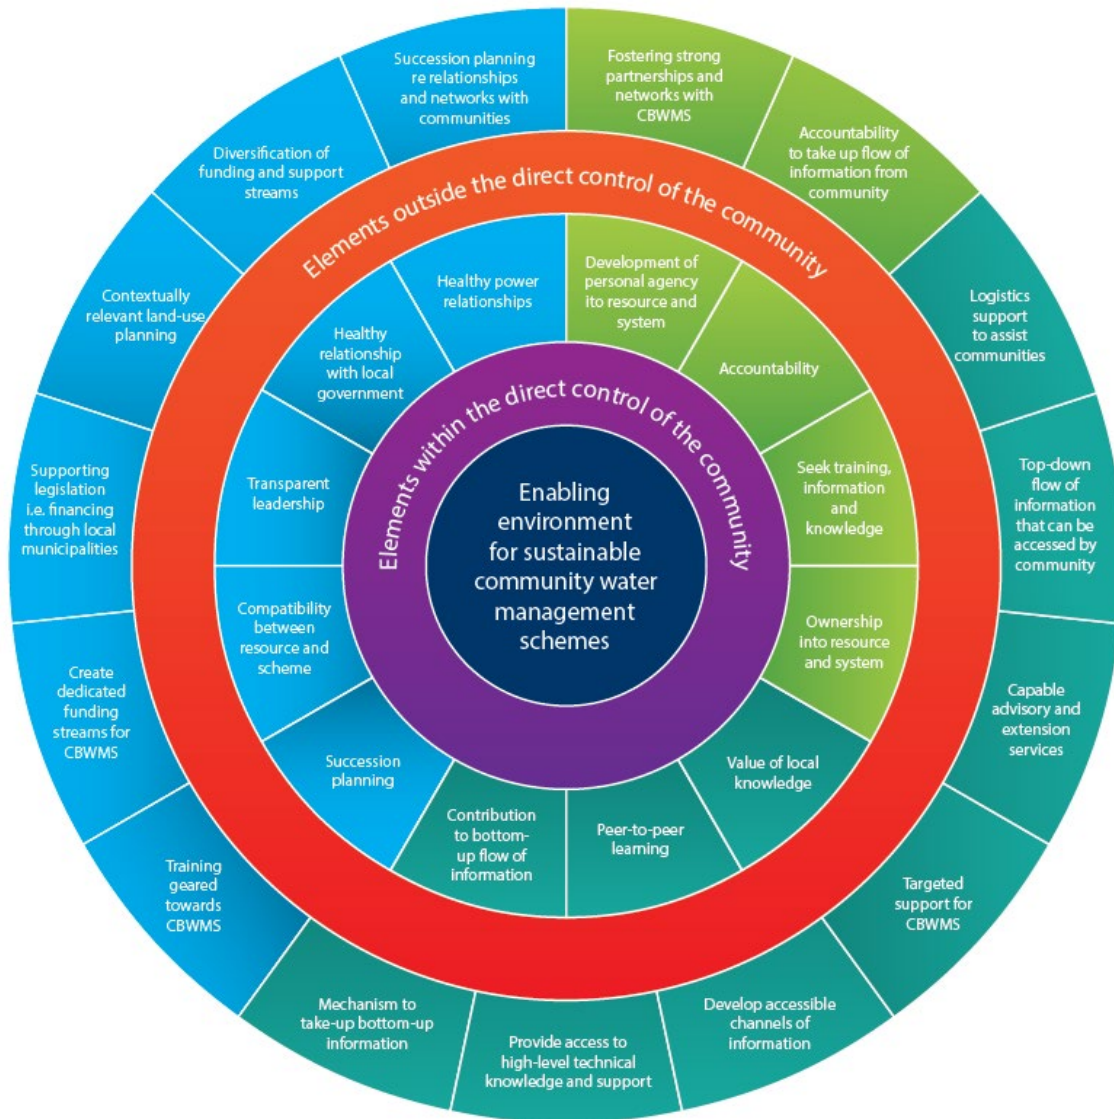 Succession planning
re relationships
and networks with
communities
Fostering strong
partnerships and
networks with
CBWMS
Accountability
to take up flow of
information from
community
Logistics
support
to assist
communities
Top-down
flow of
information
that can be
accessed by
community
Capable
advisory and
extension
services
Targeted
support for
CBWMS
Develop accessible
channels of
information
Provide access to
high-level technical
knowledge and support
Mechanism to
take-up bottom-up
information
Training
geared
towards
CBWMS
Create
dedicated
funding
streams for
CBWMS
Supporting
legislation
i.e. financing
through local
municipalities
Contextually
relevant land-use
planning
Diversification of
funding and support
streams
Elements outside the direct control of the community
Healthy power
relationships
Development of
personal agency
ito resource and
system
Accountability
Seek training,
information
and
knowledge
Ownership
into resource
and system
Value of local
knowledge
Peer-to-peer
learning
Contribution
to bottom-
up flow of
information
Succession
planning
Compatibility
between
resource and
scheme
Transparent
leadership
Healthy
relationship
with local
government
Elements within the direct control of the community
Enabling
environment
for sustainable
community water
management
schemes